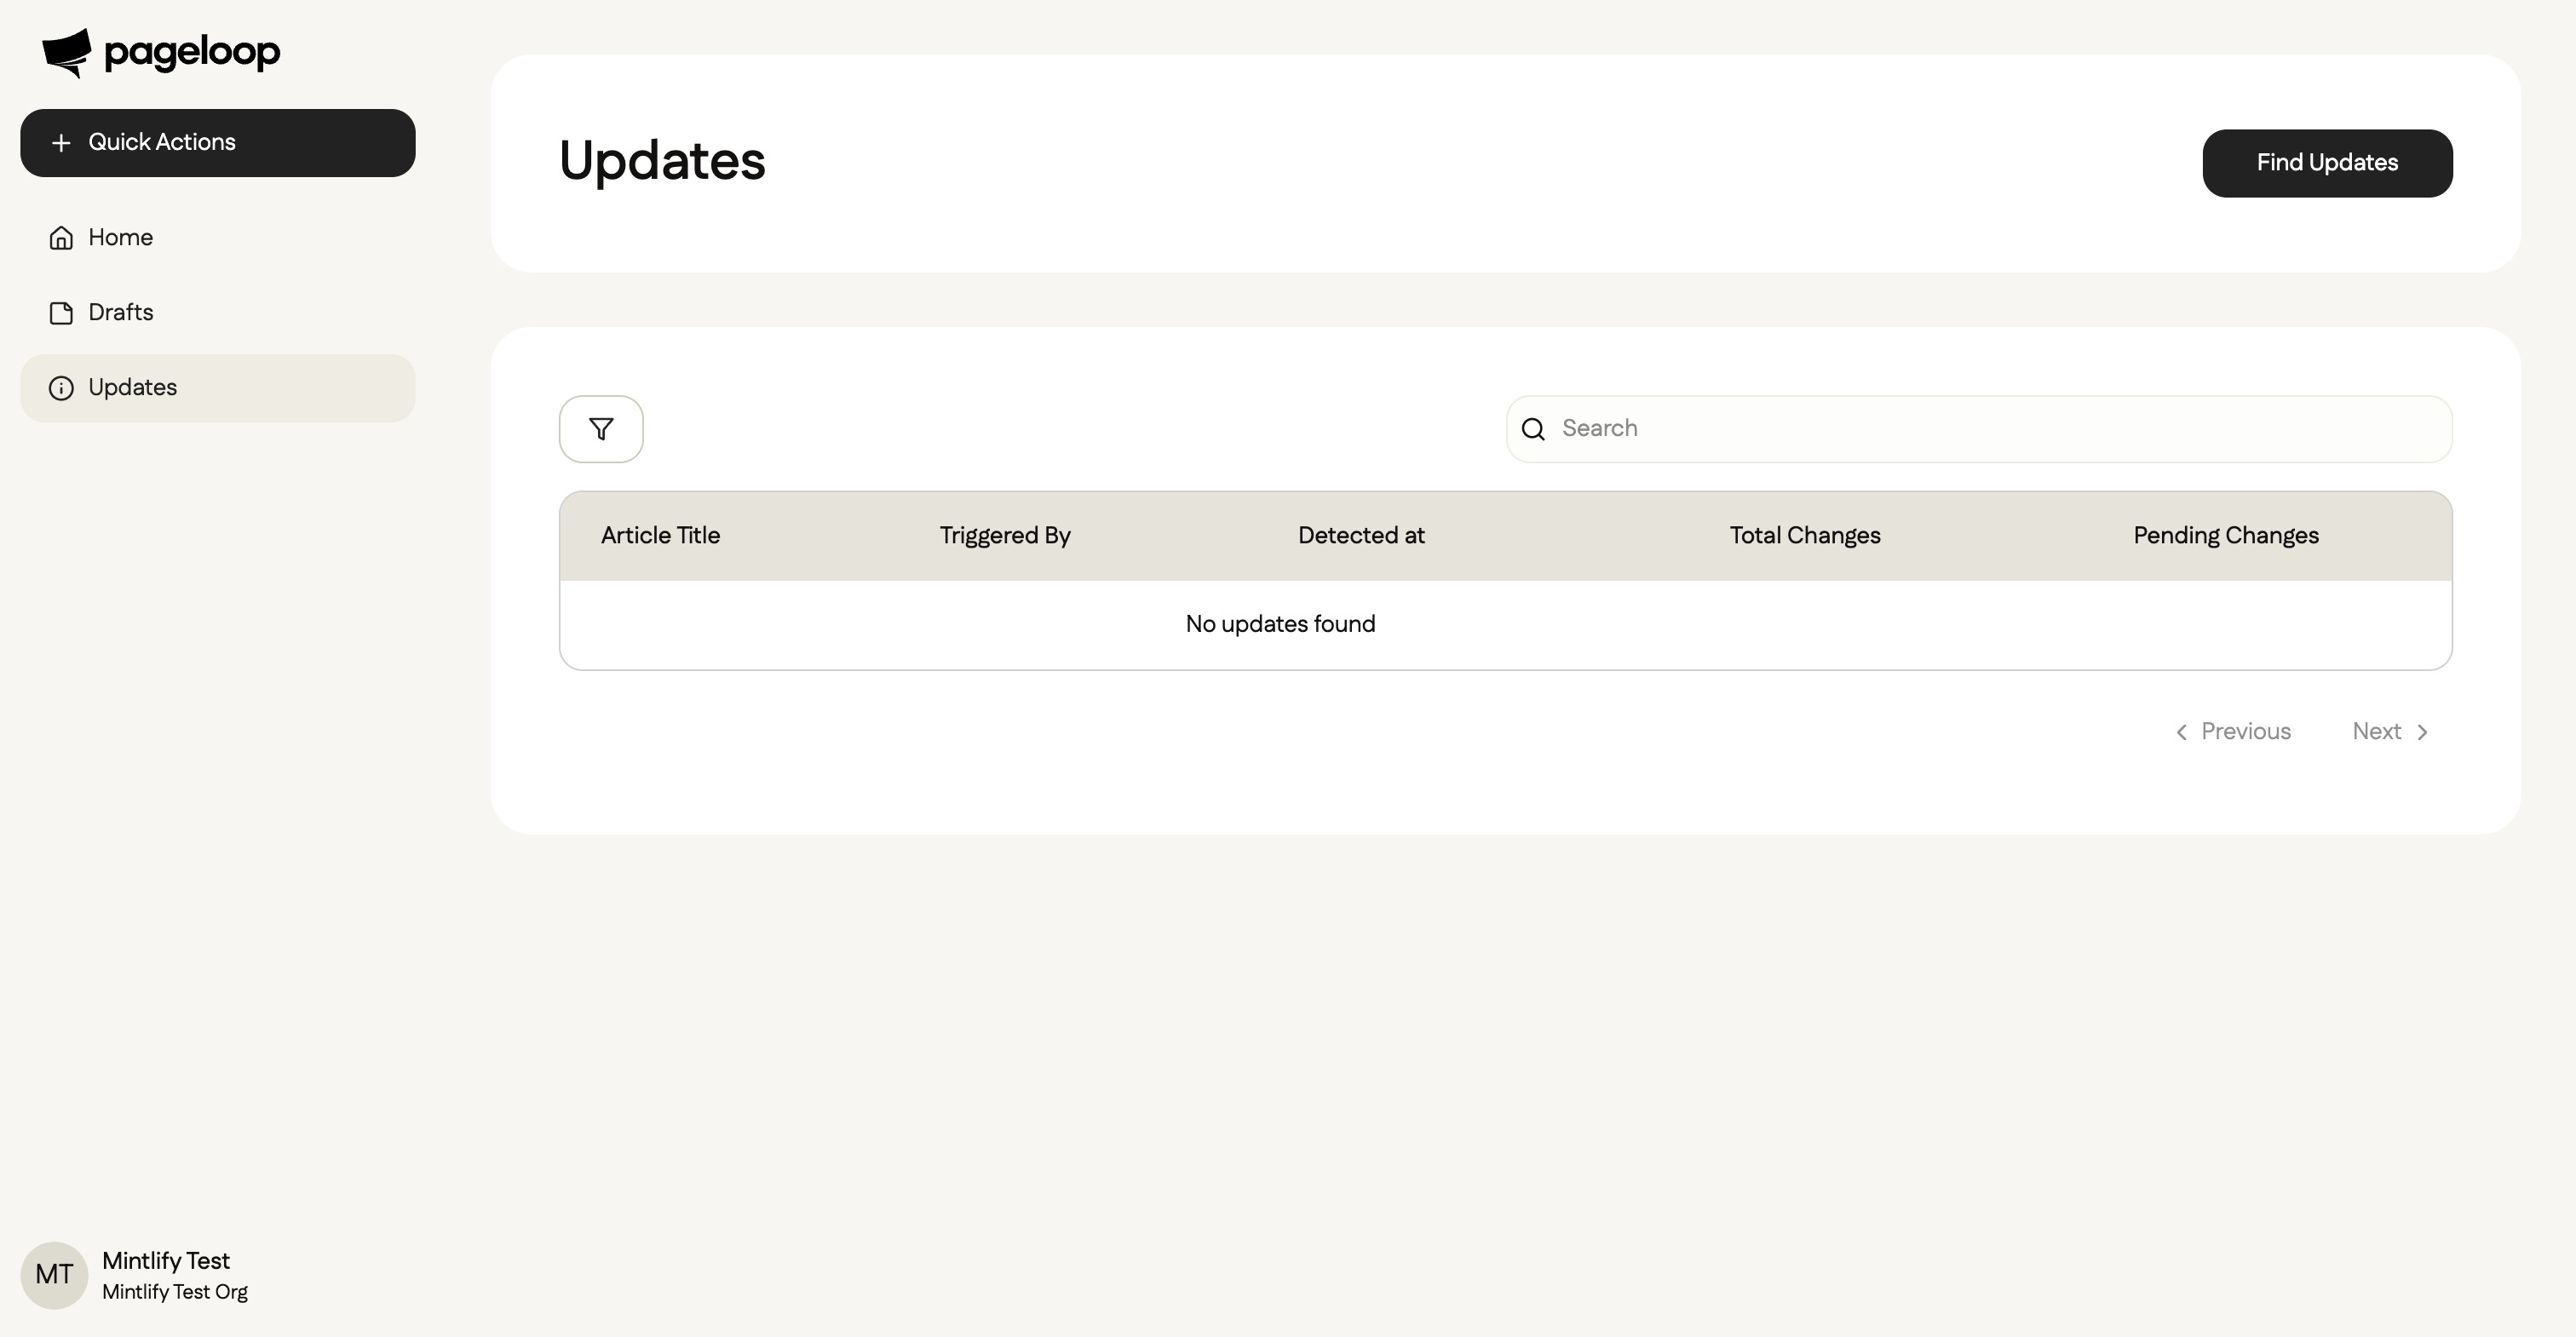 pageloop
Quick Actions
Home
Drafts
Updates
Updates
Find Updates
Search
Article Title Triggered By Detected at Total Changes Pending Changes
No updates found
Previous Next
MT
Mintlify Test
Mintlify Test Org